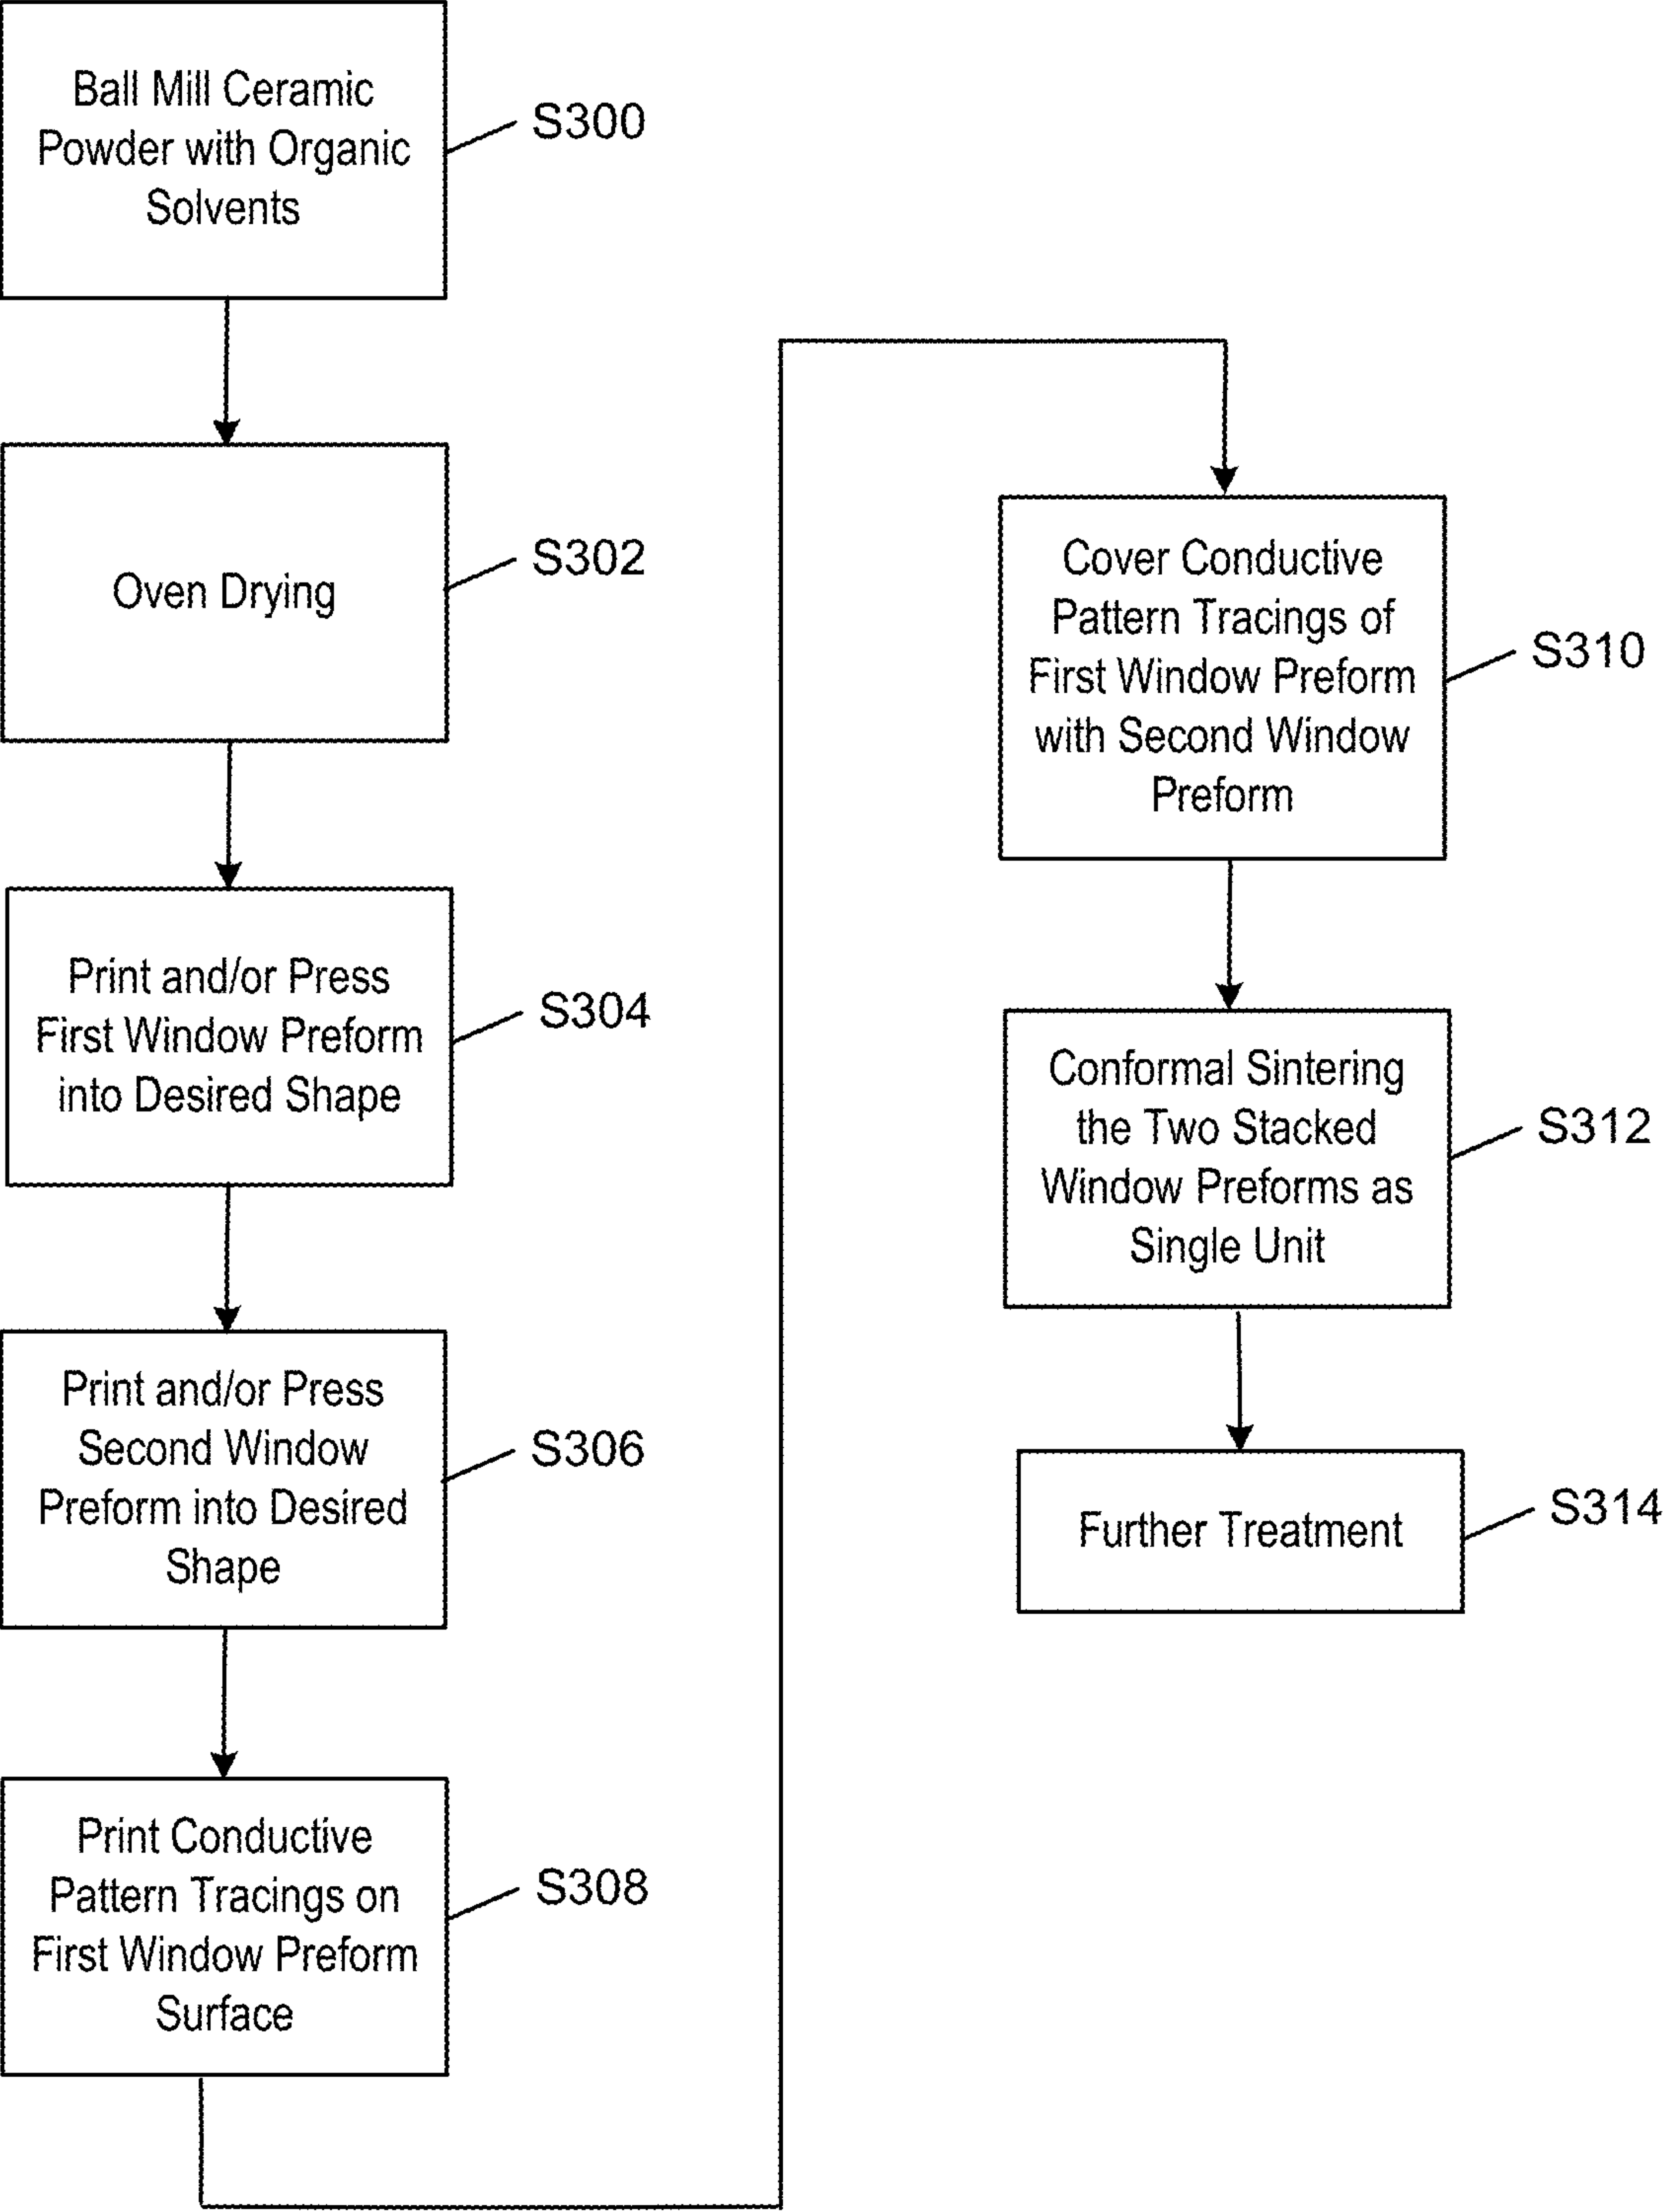 Ball Mill Ceramic
Powder with Organic
Solvents
S300
Oven Drying
S302
Print and/or Press
First Window Preform
into Desired Shape
S304
Print and/or Press
Second Window
Preform into Desired
Shape
S306
Print Conductive
Pattern Tracings on
First Window Preform
Surface
S308
Cover Conductive
Pattern Tracings of
First Window Preform
with Second Window
Preform
S310
Conformal Sintering
the Two Stacked
Window Preforms as
Single Unit
S312
Further Treatment
S314